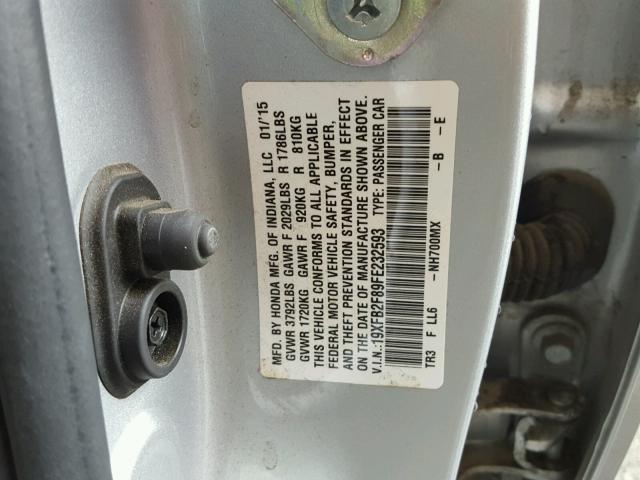 MFD. BY HONDA MFG. OF INDIANA, LLC 01/'15
GVWR 3792LBS GAWR F 2029LBS R 1786LBS
GVWR 1720KG GAWR F 920KG R 810KG
THIS VEHICLE CONFORMS TO ALL APPLICABLE
FEDERAL MOTOR VEHICLE SAFETY, BUMPER,
AND THEFT PREVENTION STANDARDS IN EFFECT
ON THE DATE OF MANUFACTURE SHOWN ABOVE.
V.I.N.:19XFB2F89FE232593 TYPE: PASSENGER CAR
TR3 F LL6 -NH700MX -B -E